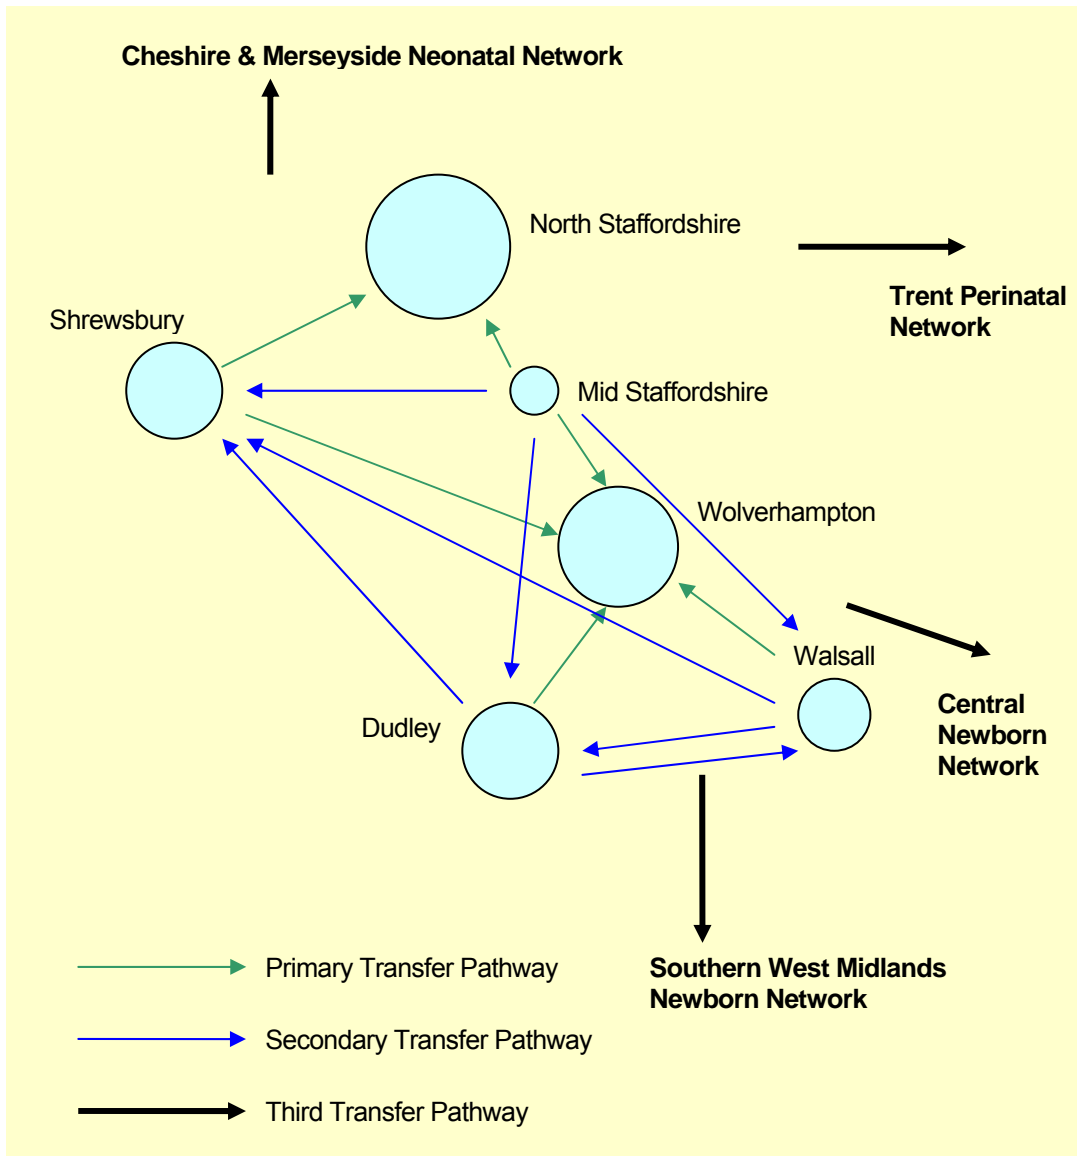 Cheshire & Merseyside Neonatal Network
North Staffordshire
Trent Perinatal
Network
Shrewsbury
Mid Staffordshire
Wolverhampton
Walsall
Central
Newborn
Network
Dudley
Primary Transfer Pathway
Southern West Midlands
Newborn Network
Secondary Transfer Pathway
Third Transfer Pathway